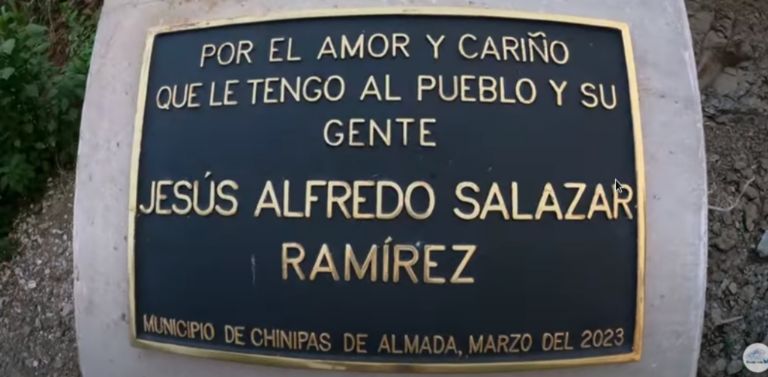 POR EL AMOR Y CARIÑO
QUE LE TENGO AL PUEBLO Y SU
GENTE
JESÚS ALFREDO SALAZAR
RAMÍREZ
MUNICIPIO DE CHINIPAS DE ALMADA, MARZO DEL 2023